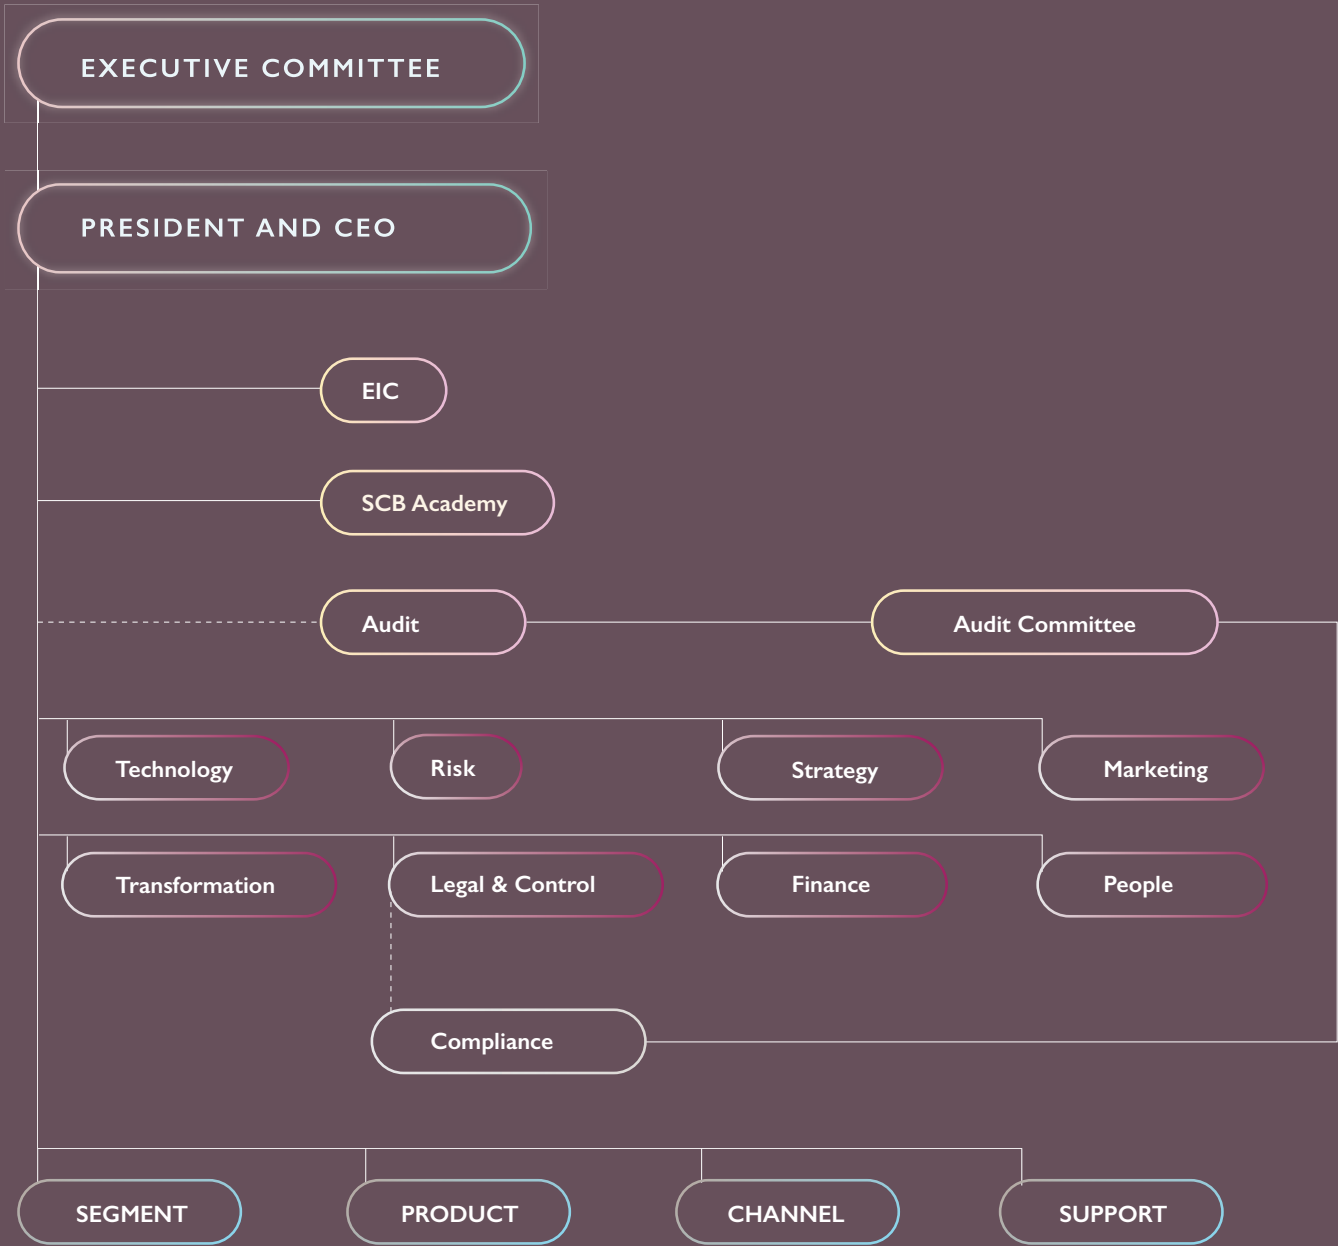 EXECUTIVE COMMITTEE
PRESIDENT AND CEO
EIC
SCB Academy
Audit
Audit Committee
Technology
Risk
Strategy
Marketing
Transformation
Legal & Control
Finance
People
Compliance
SEGMENT
PRODUCT
CHANNEL
SUPPORT